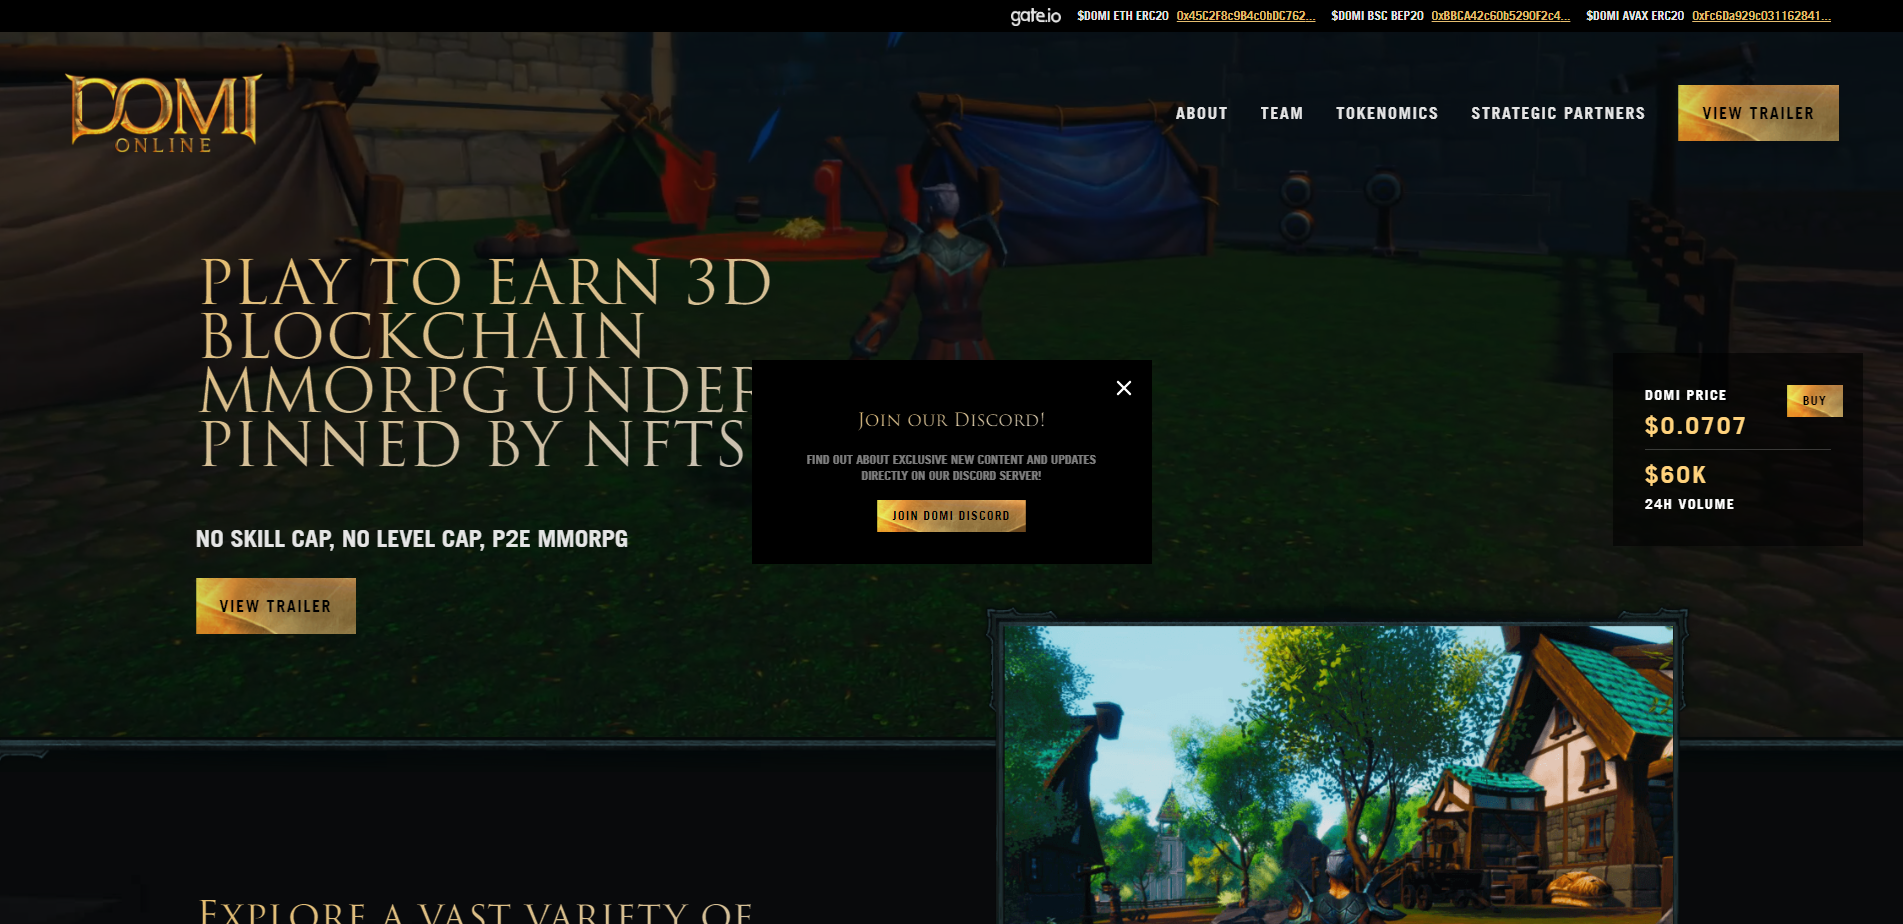 gate.io $DOMI ETH ERC20 0x45C2F8c9B4c0bDC762... $DOMI BSC BEP20 0xBBCA42c60b5290F2c4... $DOMI AVAX ERC20 0xFc6Da929c031162841...
DOMI
ONLINE
ABOUT TEAM TOKENOMICS STRATEGIC PARTNERS VIEW TRAILER
PLAY TO EARN 3D
BLOCKCHAIN
MMORPG UNDER
PINNED BY NFTS
NO SKILL CAP, NO LEVEL CAP, P2E MMORPG
VIEW TRAILER
JOIN OUR DISCORD!
FIND OUT ABOUT EXCLUSIVE NEW CONTENT AND UPDATES
DIRECTLY ON OUR DISCORD SERVER!
JOIN DOMI DISCORD
DOMI PRICE
BUY
$0.0707
$60K
24H VOLUME
EXPLORE A VAST VARIETY OF